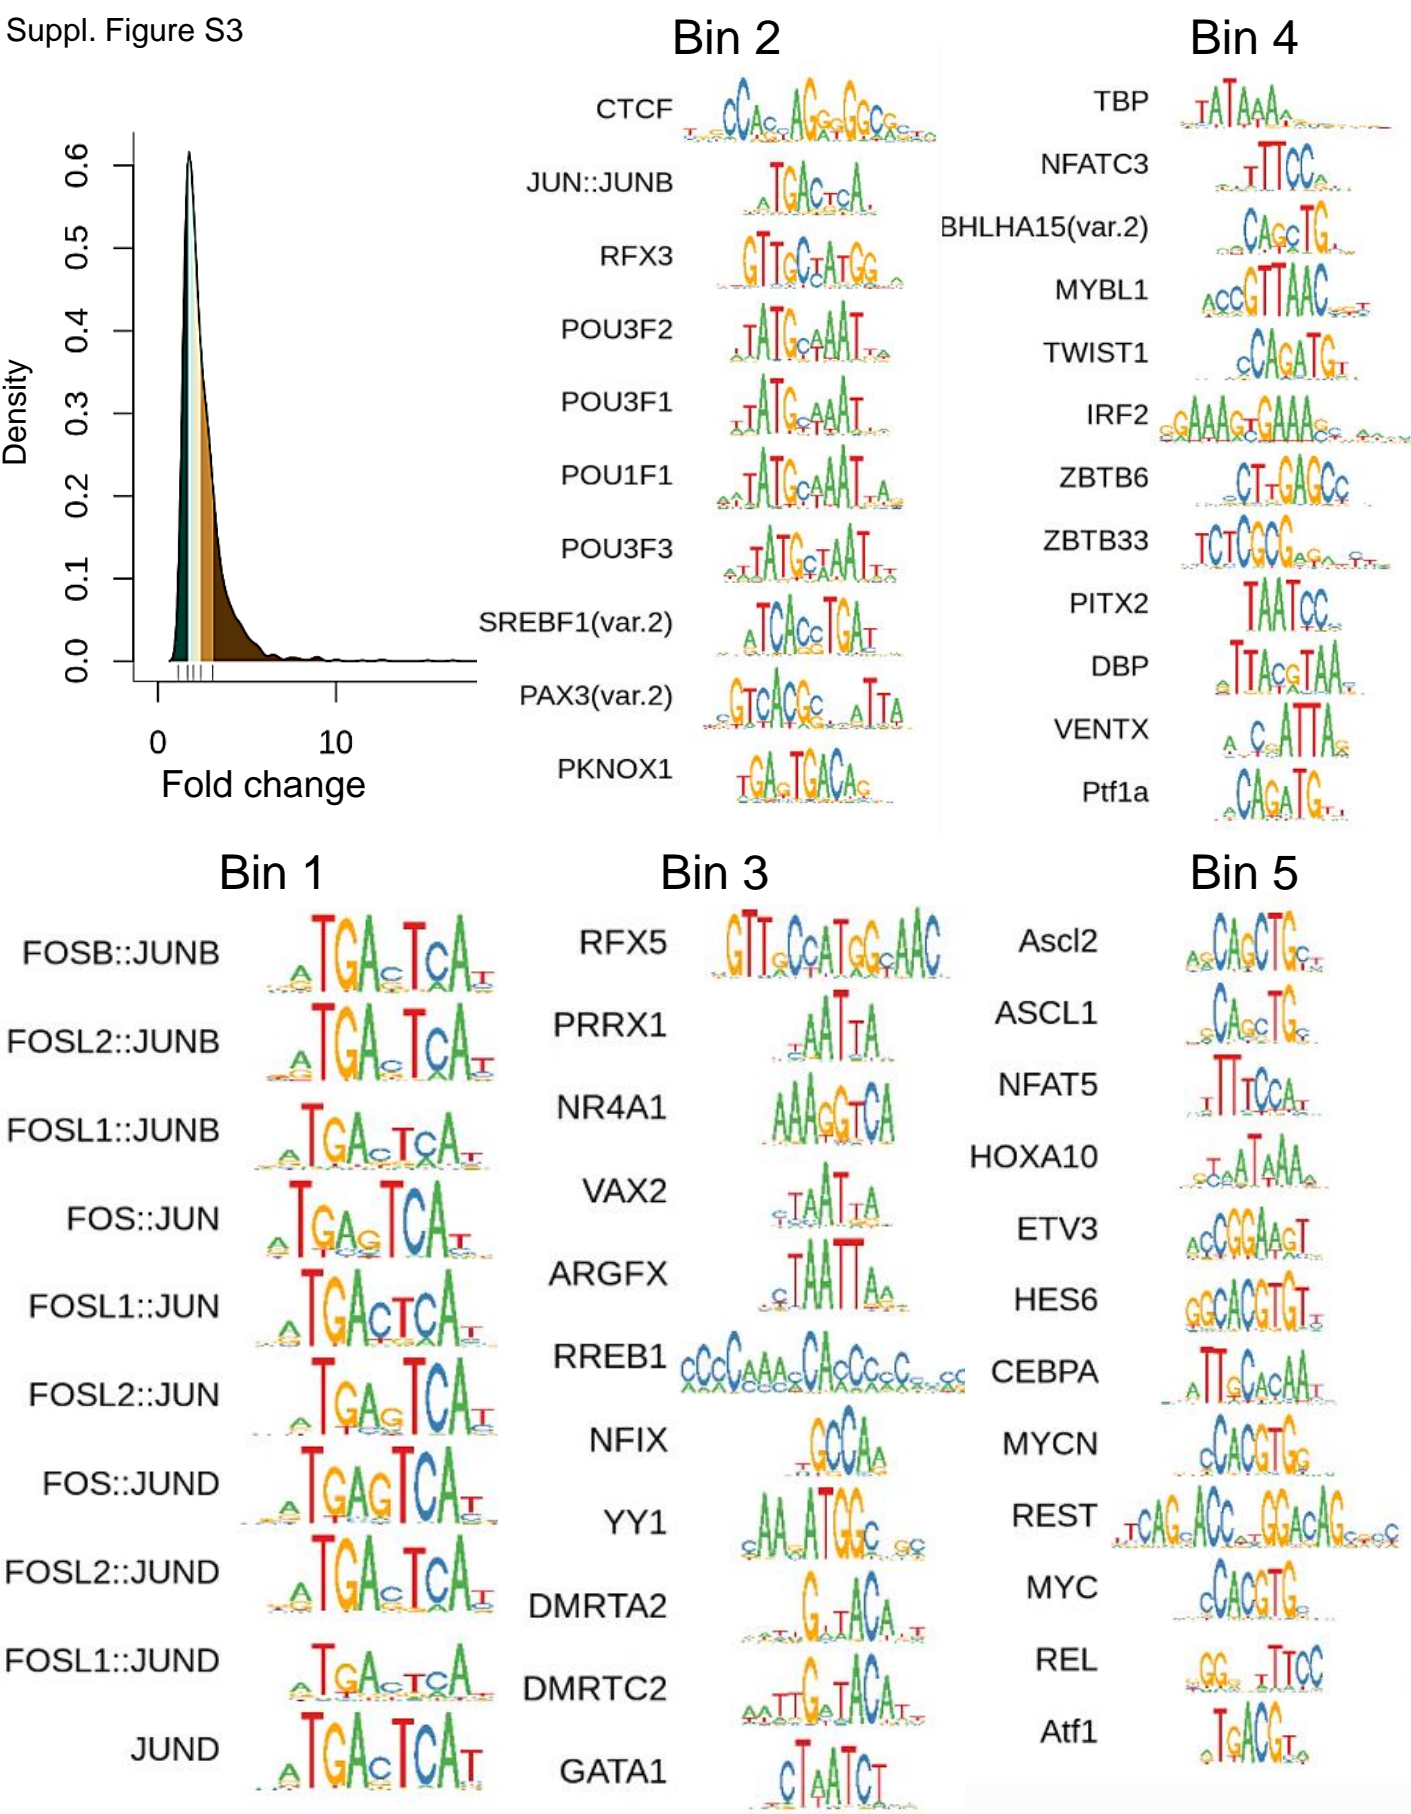 Suppl. Figure S3
Density
0.0
0.1
0.2
0.3
0.4
0.5
0.6
0
10
Fold change
Bin 2
CTCF
JUN::JUNB
RFX3
POU3F2
POU3F1
POU1F1
POU3F3
SREBF1(var.2)
PAX3(var.2)
PKNOX1
Bin 4
TBP
NFATC3
BHLHA15(var.2)
MYBL1
TWIST1
IRF2
ZBTB6
ZBTB33
PITX2
DBP
VENTX
Ptf1a
Bin 1
FOSB::JUNB
FOSL2::JUNB
FOSL1::JUNB
FOS::JUN
FOSL1::JUN
FOSL2::JUN
FOS::JUND
FOSL2::JUND
FOSL1::JUND
JUND
Bin 3
RFX5
PRRX1
NR4A1
VAX2
ARGFX
RREB1
NFIX
YY1
DMRTA2
DMRTC2
GATA1
Bin 5
Ascl2
ASCL1
NFAT5
HOXA10
ETV3
HES6
CEBPA
MYCN
REST
MYC
REL
Atf1